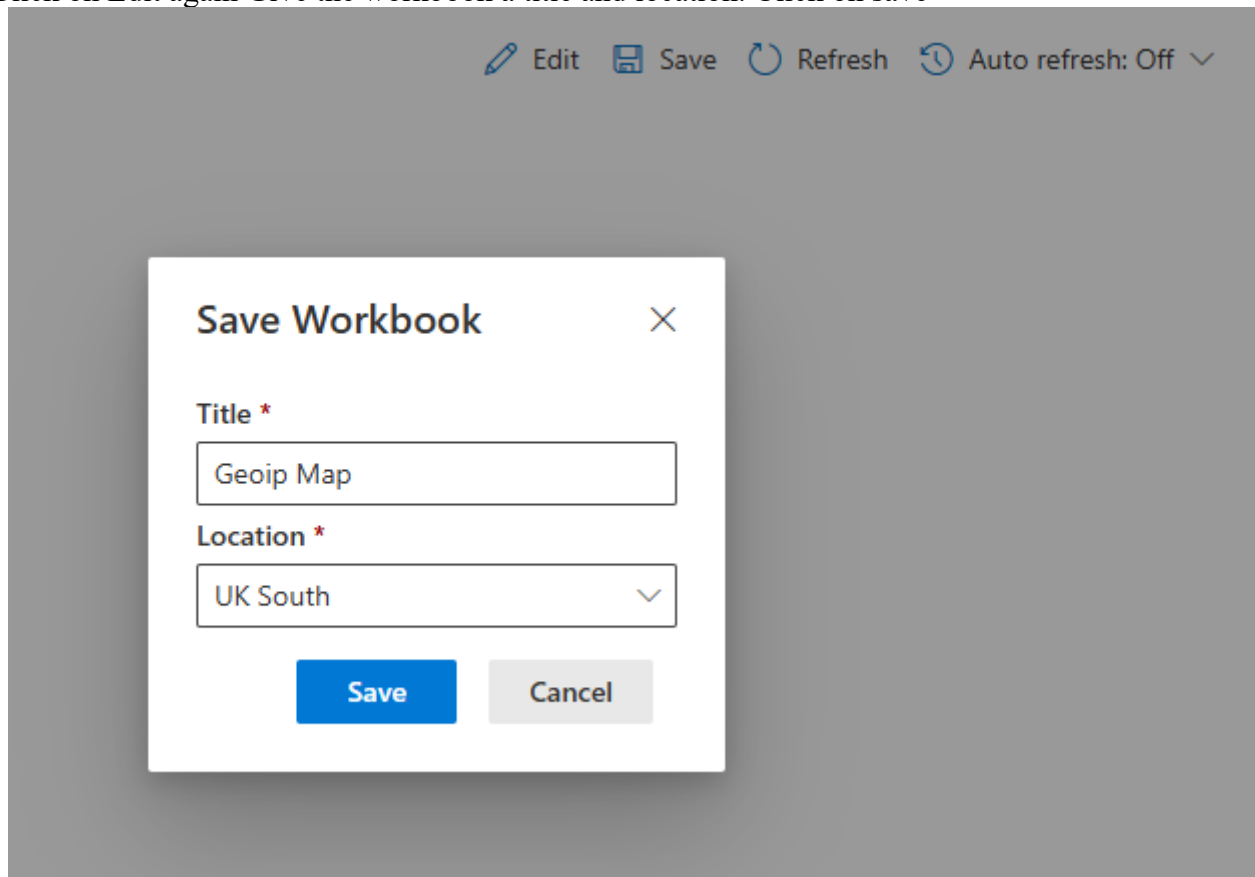 Edit Save Refresh Auto refresh: Off
Save Workbook
Title *
Geoip Map
Location *
UK South
Save Cancel